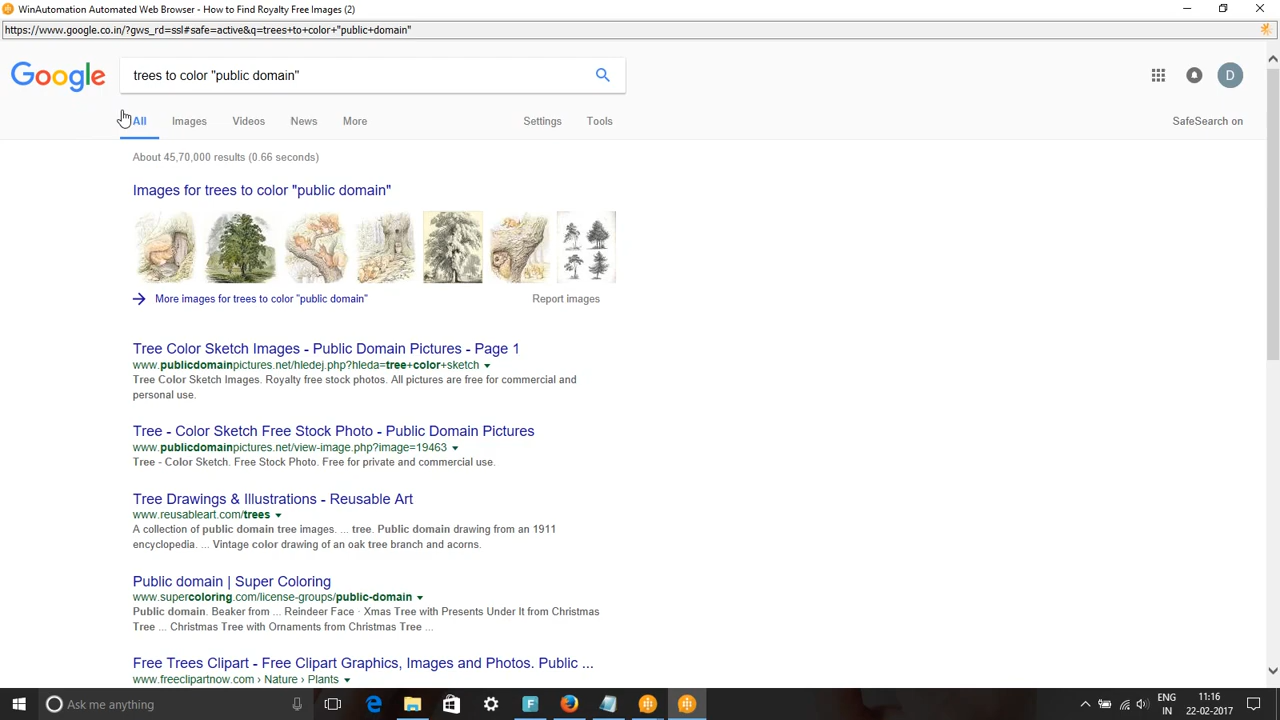 WinAutomation Automated Web Browser - How to Find Royalty Free Images (2)
https://www.google.co.in/?gws_rd=ssl#safe=active&q=trees+to+color+"public+domain"
Google
trees to color "public domain"
D
All Images Videos News More Settings Tools SafeSearch on
About 45,70,000 results (0.66 seconds)
Images for trees to color "public domain"
More images for trees to color "public domain" Report images
Tree Color Sketch Images - Public Domain Pictures - Page 1
www.publicdomainpictures.net/hledej.php?hleda=tree+color+sketch
Tree Color Sketch Images. Royalty free stock photos. All pictures are free for commercial and
personal use.
Tree - Color Sketch Free Stock Photo - Public Domain Pictures
www.publicdomainpictures.net/view-image.php?image=19463
Tree - Color Sketch. Free Stock Photo. Free for private and commercial use.
Tree Drawings & Illustrations - Reusable Art
www.reusableart.com/trees
A collection of public domain tree images. ... tree. Public domain drawing from an 1911
encyclopedia. ... Vintage color drawing of an oak tree branch and acorns.
Public domain | Super Coloring
www.supercoloring.com/license-groups/public-domain
Public domain. Beaker from ... Reindeer Face · Xmas Tree with Presents Under It from Christmas
Tree ... Christmas Tree with Ornaments from Christmas Tree ...
Free Trees Clipart - Free Clipart Graphics, Images and Photos. Public ...
www.freeclipartnow.com › Nature › Plants
Ask me anything
F
ENG
IN
11:16
22-02-2017